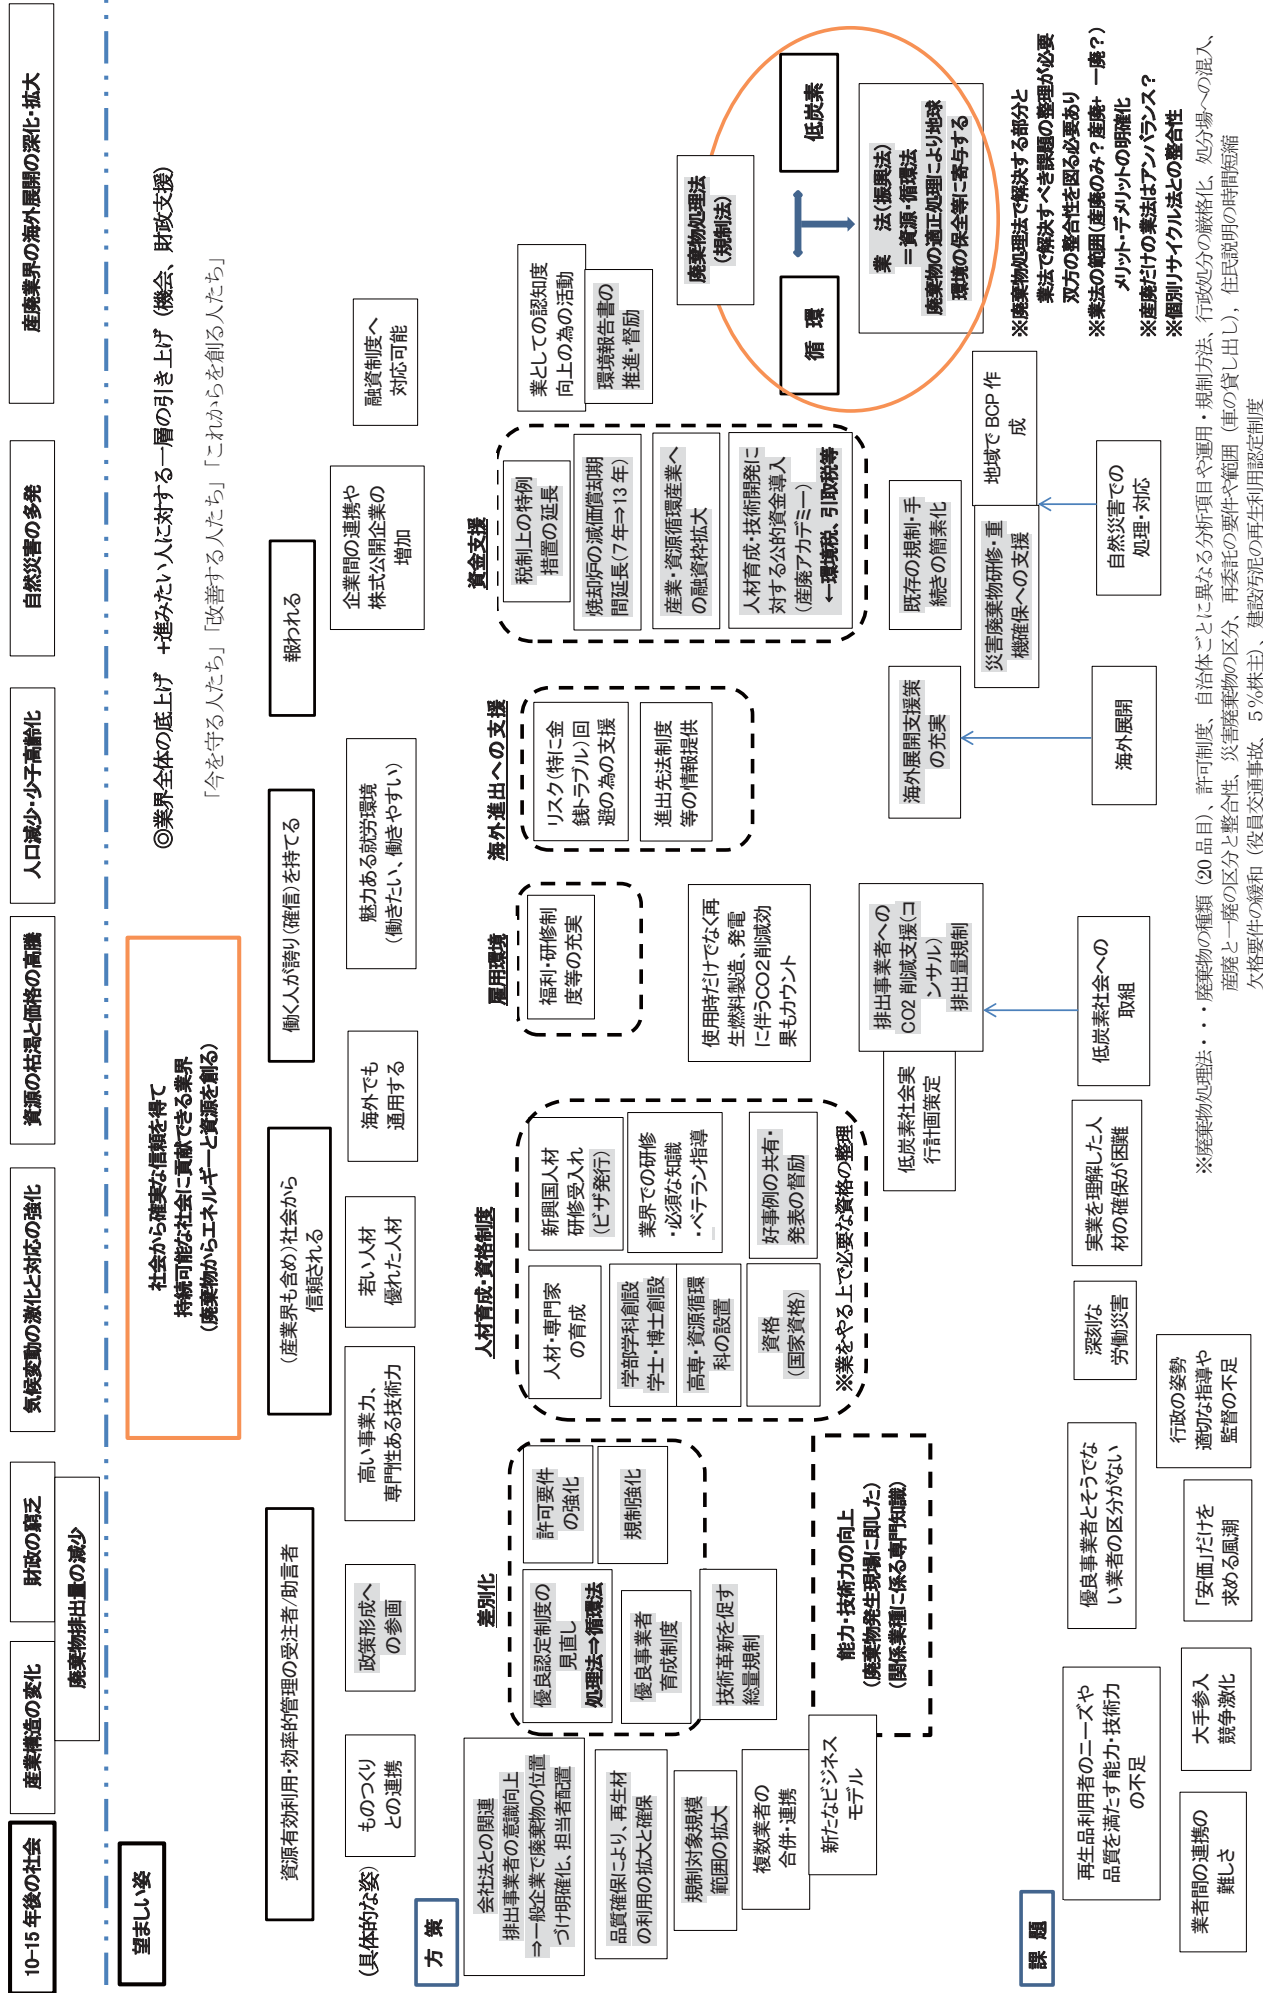 10-15年後の社会
産業構造の変化
財政の窮乏
気候変動の激化と対応の強化
資源の枯渇と価格の高騰
人口減少・少子高齢化
自然災害の多発
産廃業界の海外展開の深化・拡大
廃棄物排出量の減少
望ましい姿
社会から確実な信頼を得て
持続可能な社会に貢献できる業界
(廃棄物からエネルギーと資源を創る)
◎業界全体の底上げ +進みたい人に対する一層の引き上げ(機会、財政支援)
「今を守る人たち」「改善する人たち」「これからを創る人たち」
資源有効利用・効率的管理の受注者/助言者
(産業界も含め)社会から
信頼される
働く人が誇り(確信)を持てる
報われる
(具体的な姿)
ものつくり
との連携
政策形成へ
の参画
高い事業力、
専門性ある技術力
若い人材
優れた人材
海外でも
通用する
魅力ある就労環境
(働きたい、働きやすい)
企業間の連携や
株式公開企業の
増加
融資制度へ
対応可能
方 策
会社法との関連
排出事業者の意識向上
⇒一般企業で廃棄物の位置
づけ明確化、担当者配置
品質確保により、再生材
の利用の拡大と確保
規制対象規模
範囲の拡大
複数業者の
合併・連携
新たなビジネス
モデル
差別化
優良認定制度の
見直し
処理法⇒循環法
許可要件
の強化
規制強化
優良事業者
育成制度
技術革新を促す
総量規制
能力・技術力の向上
(廃棄物発生現場に即した)
(関係業種に係る専門知識)
人材育成・資格制度
人材・専門家
の育成
新興国人材
研修受入れ
(ビザ発行)
学部学科創設
学士・博士創設
業界での研修
・必須な知識
・ベテラン指導
高専・資源循環
科の設置
資格
(国家資格)
好事例の共有・
発表の督励
※業をやる上で必要な資格の整理
低炭素社会実
行計画策定
雇用環境
福利・研修制
度等の充実
使用時だけでなく再
生燃料製造、発電
に伴うCO2削減効
果もカウント
排出事業者への
CO2 削減支援(コ
ンサル)
排出量規制
海外進出への支援
リスク(特に金
銭トラブル)回
避の為の支援
進出先法制度
等の情報提供
海外展開支援策
の充実
資金支援
税制上の特例
措置の延長
焼却炉の減価償却期
間延長(7年⇒13年)
産業・資源循環産業へ
の融資枠拡大
人材育成・技術開発に
対する公的資金導入
(産廃アカデミー)
←環境税、引取税等
既存の規制・手
続きの簡素化
災害廃棄物研修・重
機確保への支援
地域でBCP作
成
業としての認知度
向上の為の活動
環境報告書の
推進・督励
廃棄物処理法
(規制法)
循 環
低炭素
業 法(振興法)
=資源・循環法
廃棄物の適正処理により地球
環境の保全等に寄与する
※廃棄物処理法で解決する部分と
業法で解決すべき課題の整理が必要
双方の整合性を図る必要あり
※業法の範囲(産廃のみ?産廃+一廃?)
メリット・デメリットの明確化
※産廃だけの業法はアンバランス?
※個別リサイクル法との整合性
課 題
再生品利用者のニーズや
品質を満たす能力・技術力
の不足
業者間の連携の
難しさ
大手参入
競争激化
優良事業者とそうでな
い業者の区分がない
「安価」だけを
求める風潮
行政の姿勢
適切な指導や
監督の不足
深刻な
労働災害
実業を理解した人
材の確保が困難
低炭素社会への
取組
海外展開
自然災害での
処理・対応
※廃棄物処理法・・・廃棄物の種類(20品目)、許可制度、自治体ごとに異なる分析項目や運用・規制方法、行政処分の厳格化、処分場への混入、
産廃と一廃の区分と整合性、災害廃棄物の区分、再委託の要件や範囲(車の貸し出し)、住民説明の時間短縮
欠格要件の緩和(役員交通事故、5%株主)、建設汚泥の再生利用認定制度